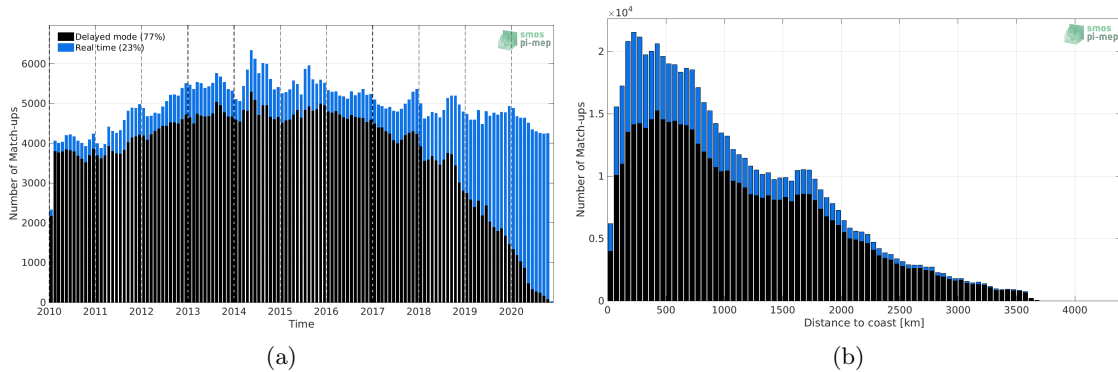 Delayed mode (77%)
Real time (23%)
smos
pi-mep
Number of Match-ups
6000
5000
4000
3000
2000
1000
0
2010 2011 2012 2013 2014 2015 2016 2017 2018 2019 2020
Time
(a)
×10⁴
smos
pi-mep
Number of Match-ups
2
1.5
1
0.5
0
0 500 1000 1500 2000 2500 3000 3500 4000
Distance to coast [km]
(b)